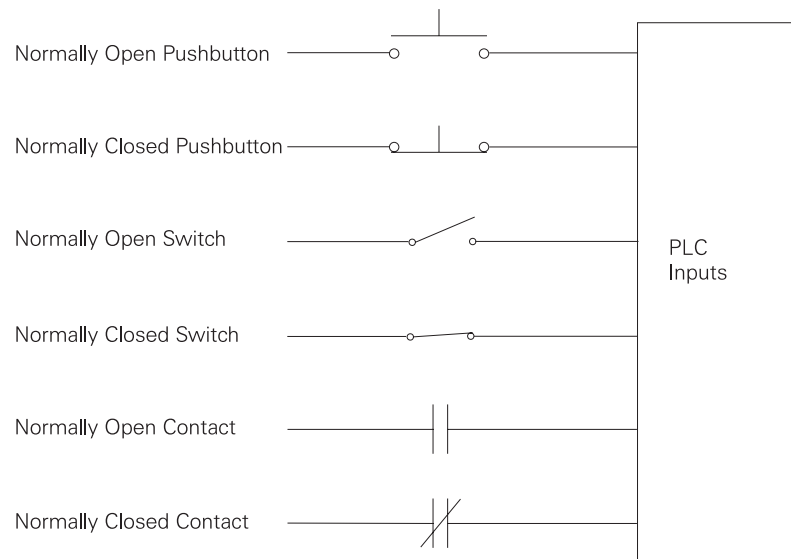 Normally Open Pushbutton
Normally Closed Pushbutton
Normally Open Switch
PLC
Inputs
Normally Closed Switch
Normally Open Contact
Normally Closed Contact